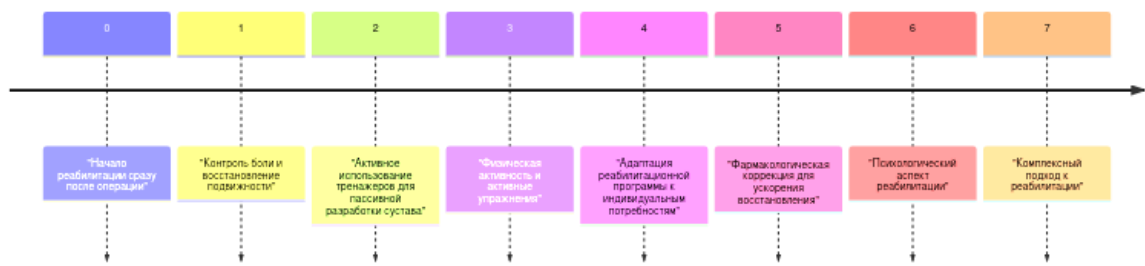 0
1
2
3
4
5
6
7
"Начало
реабилитации сразу
после операции"
"Контроль боли и
восстановление
подвижности"
"Активное
использование
тренажеров для
пассивной
разработки сустава"
"Физическая
активность и
активные
упражнения"
"Адаптация
реабилитационной
программы к
индивидуальным
потребностям"
"Фармакологическая
коррекция для
ускорения
восстановления"
"Психологический
аспект
реабилитации"
"Комплексный
подход к
реабилитации"